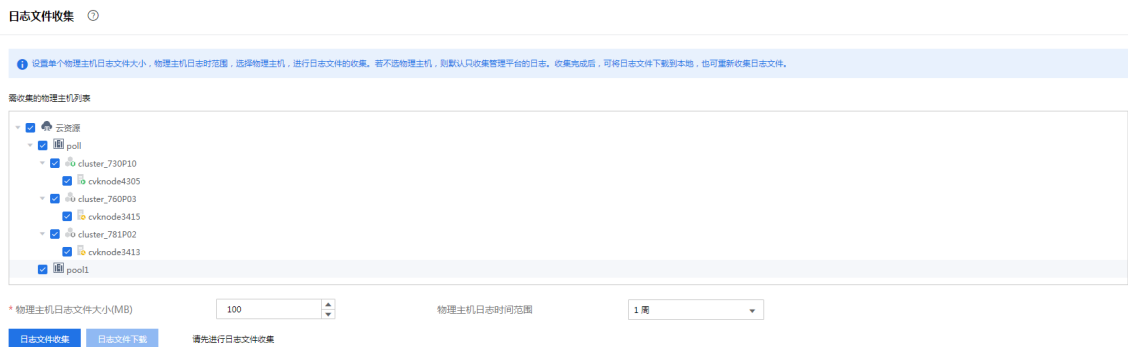 日志文件收集
设置单个物理主机日志文件大小，物理主机日志时范围，选择物理主机，进行日志文件的收集。若不选物理主机，则默认只收集管理平台的日志。收集完成后，可将日志文件下载到本地，也可重新收集日志文件。
需收集的物理主机列表
云资源
poll
cluster_730P10
cvknode4305
cluster_760P03
cvknode3415
cluster_781P02
cvknode3413
pool1
* 物理主机日志文件大小(MB) 100 物理主机日志时间范围 1 周
日志文件收集 日志文件下载 请先进行日志文件收集